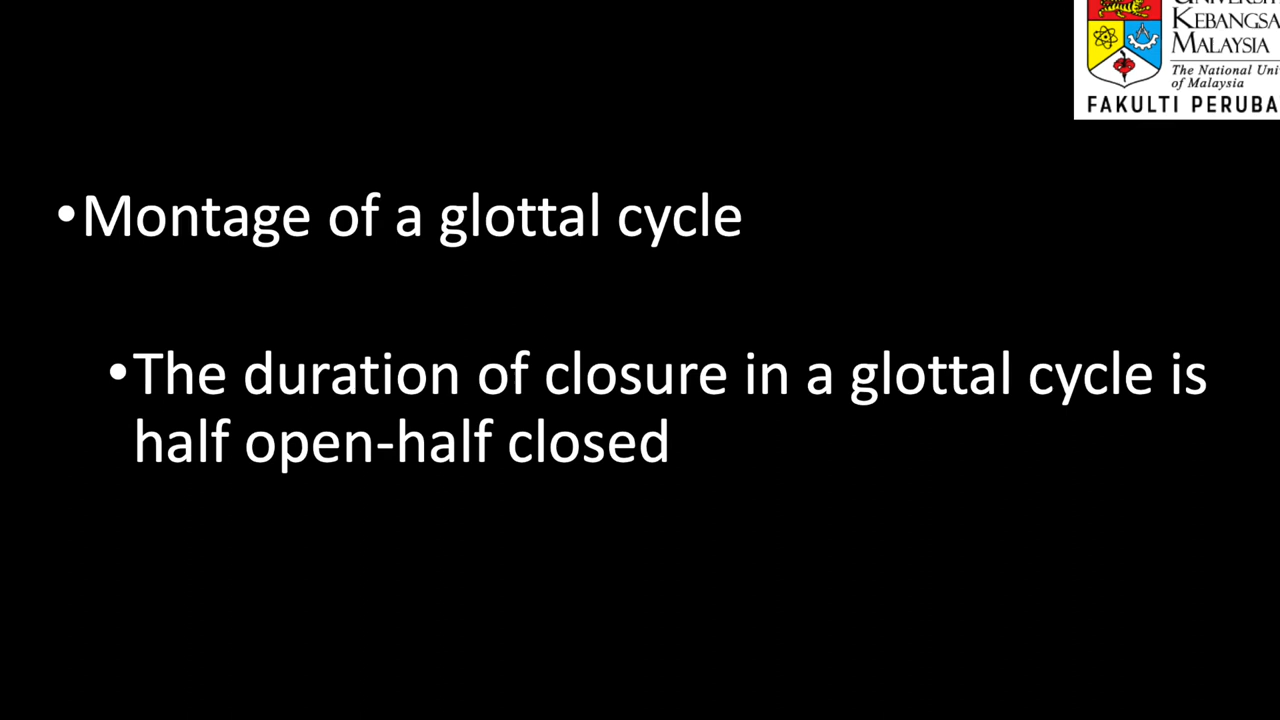 KEBANGSA
MALAYSIA
The National Uni
of Malaysia
FAKULTI PERUBA
•Montage of a glottal cycle
•The duration of closure in a glottal cycle is
half open-half closed